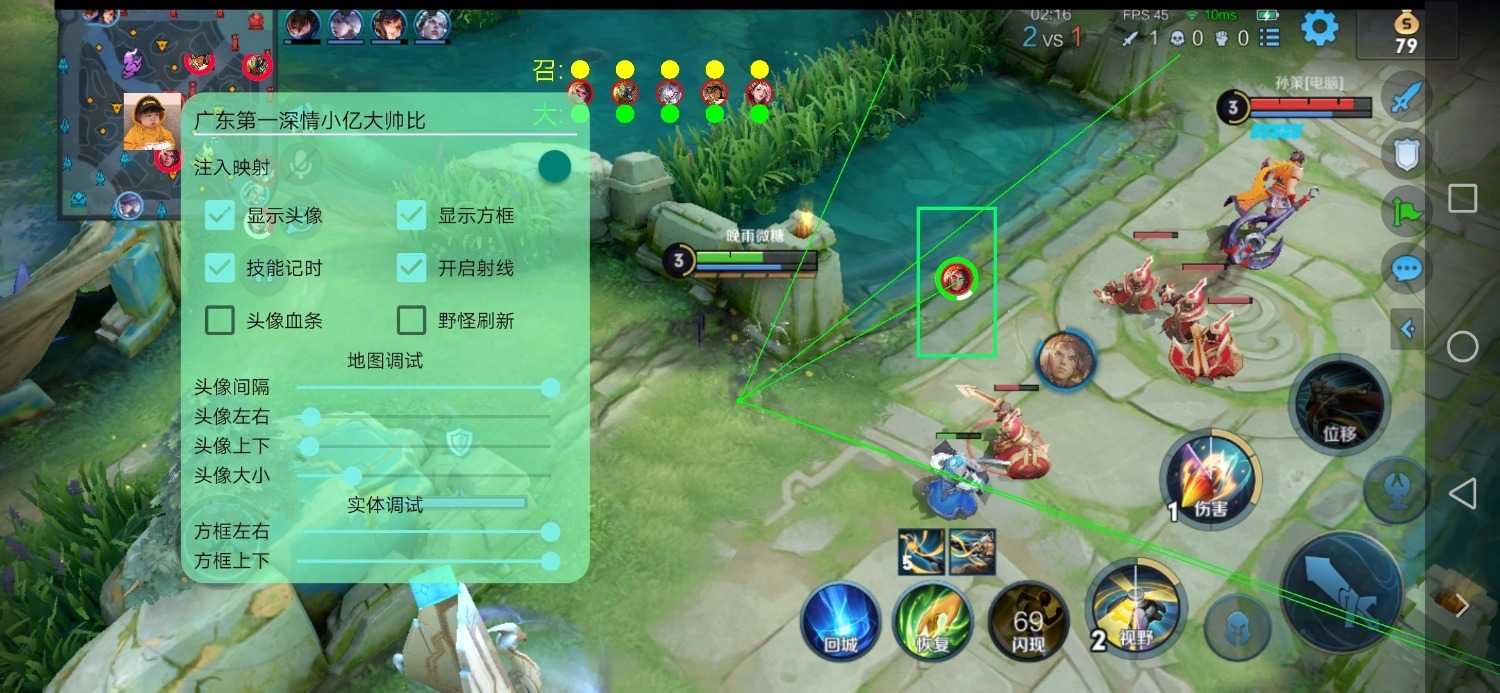 02:16 FPS 45 10ms
2 VS 1 1 0 0
79
召:
大:
孙策[电脑]
3
广东第一深情小亿大帅比
注入映射
显示头像 显示方框
技能记时 开启射线
头像血条 野怪刷新
地图调试
头像间隔
头像左右
头像上下
头像大小
实体调试
方框左右
方框上下
晚雨微糖
3
位移
1 伤害
5
回城 恢复 69 闪现 2 视野